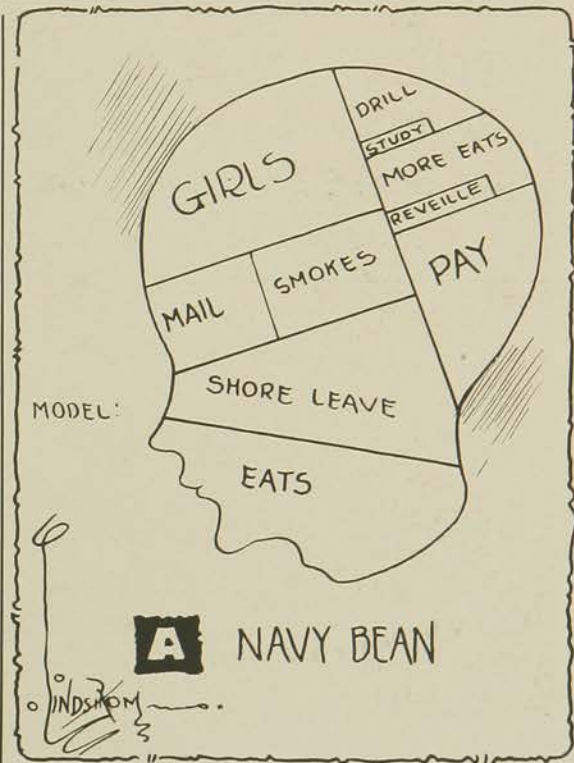 DRILL
STUDY
GIRLS
MORE EATS
REVEILLE
MAIL
SMOKES
PAY
SHORE LEAVE
MODEL:
EATS
A NAVY BEAN